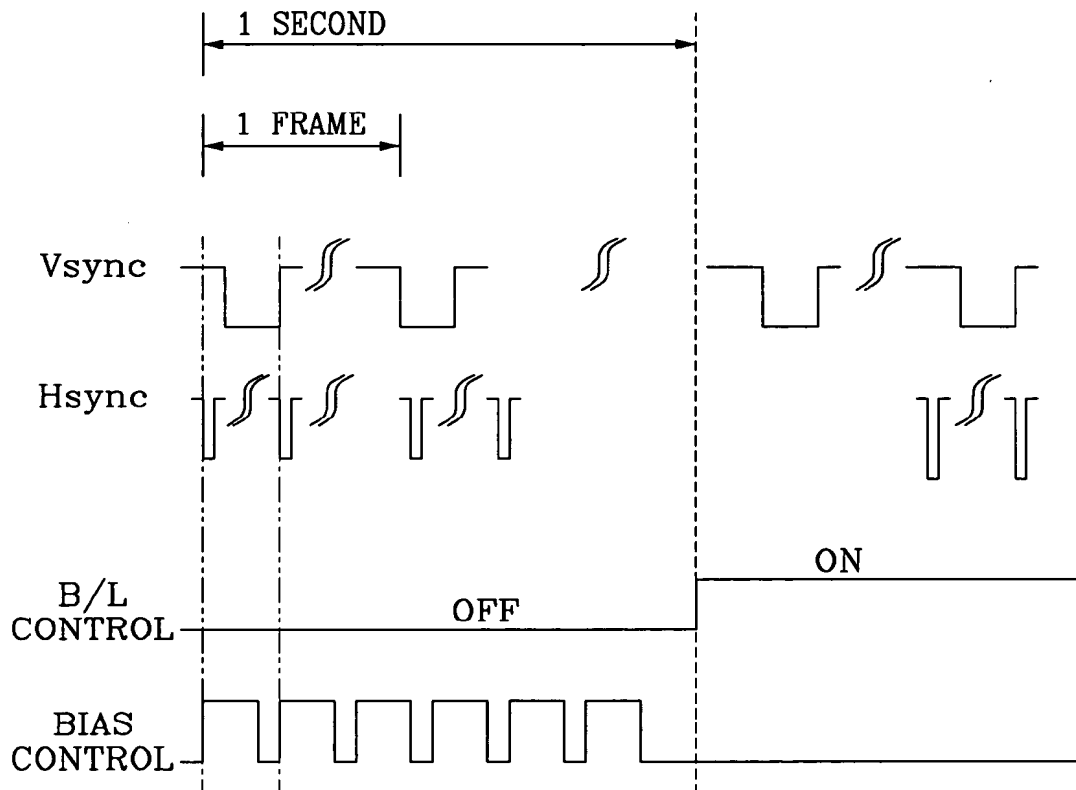 1 SECOND
1 FRAME
Vsync
Hsync
ON
B/L
CONTROL
OFF
BIAS
CONTROL